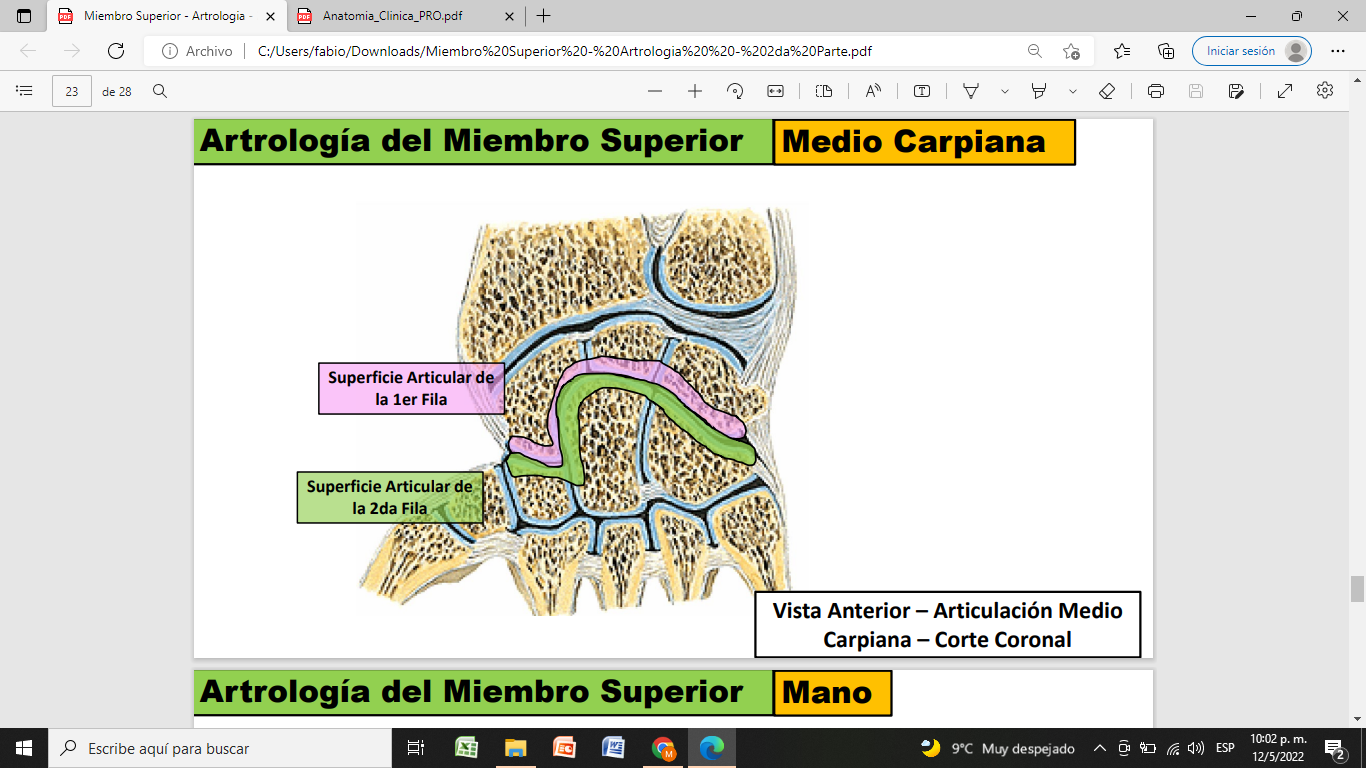 Miembro Superior - Artrologia -
Anatomia_Clinica_PRO.pdf
Archivo
C:/Users/fabio/Downloads/Miembro%20Superior%20-%20Artrologia%20%20-%202da%20Parte.pdf
Iniciar sesión
23
de 28
Artrología del Miembro Superior
Medio Carpiana
Superficie Articular de
la 1er Fila
Superficie Articular de
la 2da Fila
Vista Anterior – Articulación Medio
Carpiana – Corte Coronal
Artrología del Miembro Superior
Mano
Escribe aquí para buscar
9°C Muy despejado
ESP
10:02 p. m.
12/5/2022
2